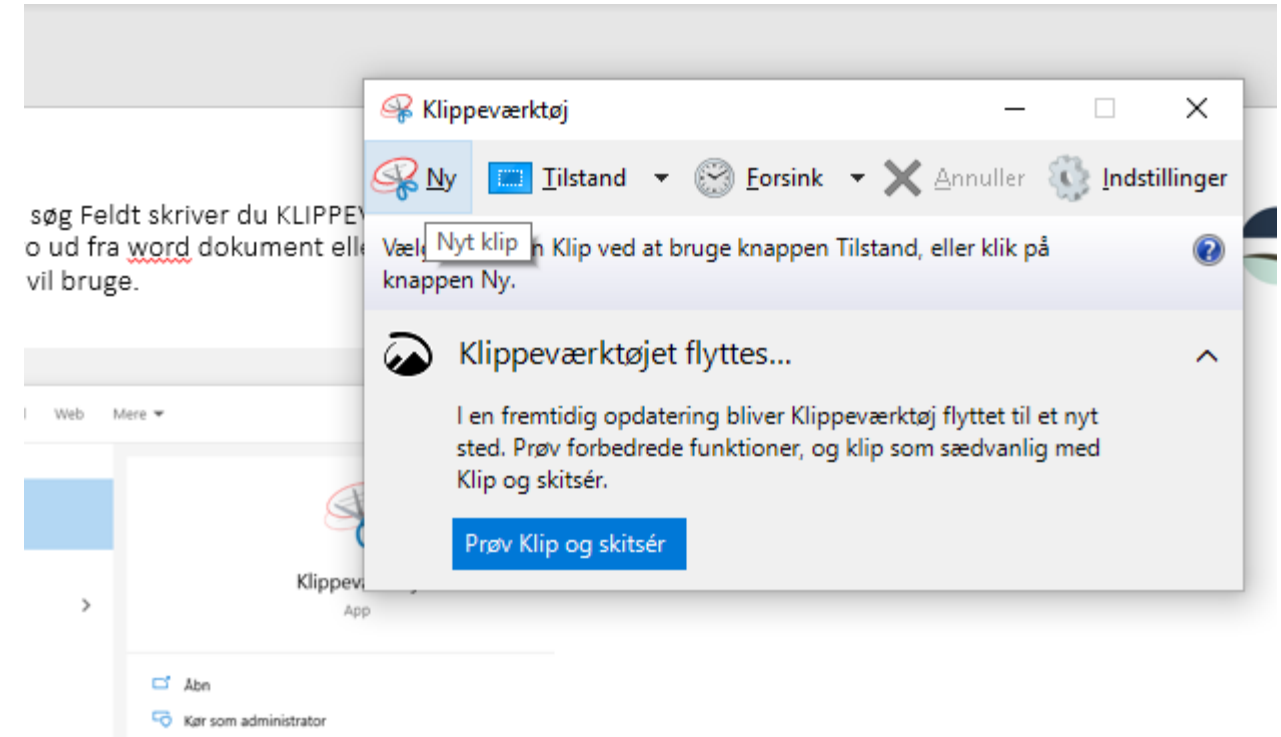 Klippeværktøj
Ny Tilstand Forsink Annuller Indstillinger
søg Feldt skriver du
o ud fra word dokument
vil bruge.
Nyt klip
Klip ved at bruge knappen Tilstand, eller klik på
knappen Ny.
Klippeværktøjet flyttes...
I en fremtidig opdatering bliver Klippeværktøj flyttet til et nyt
sted. Prøv forbedrede funktioner, og klip som sædvanlig med
Klip og skitsér.
Prøv Klip og skitsér
Web Mere
App
Åbn
Kør som administrator